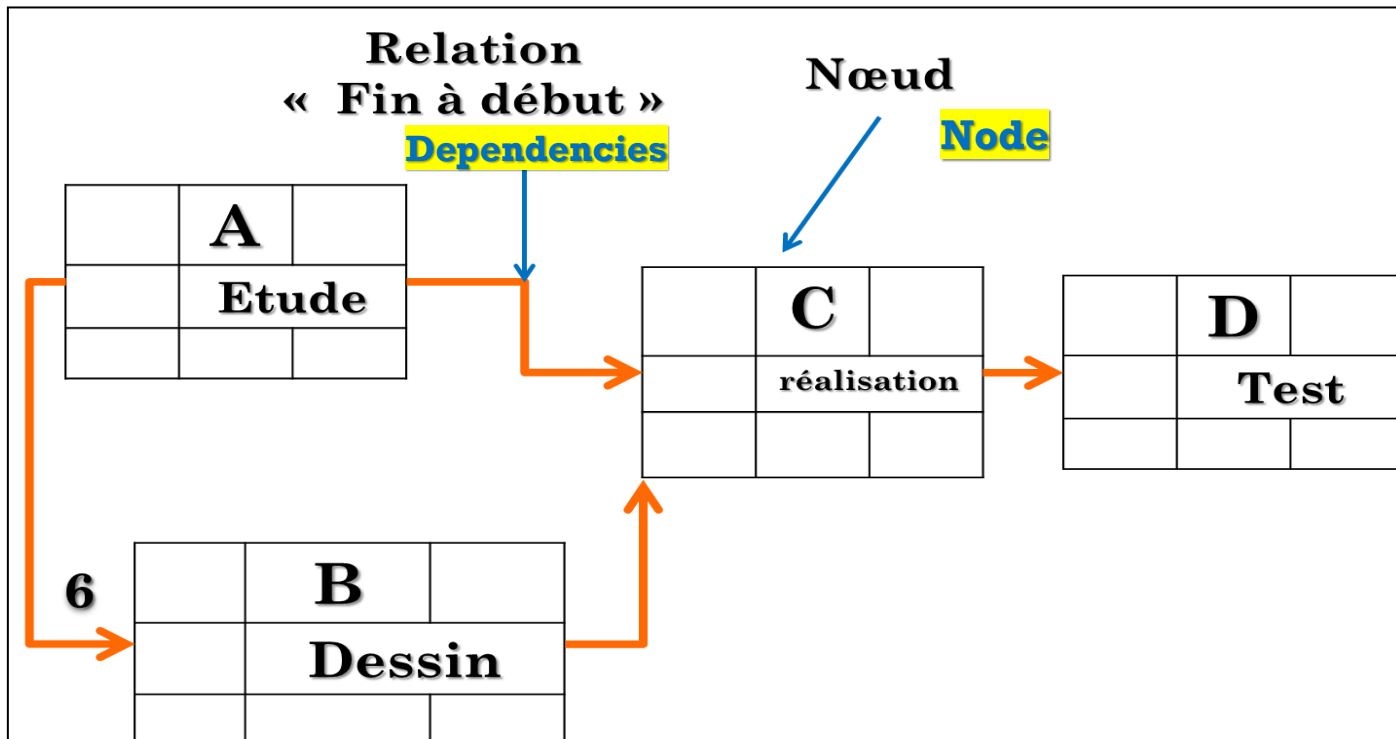 Relation
« Fin à début »
Dependencies
Nœud
Node
A
Etude
C
réalisation
D
Test
6
B
Dessin